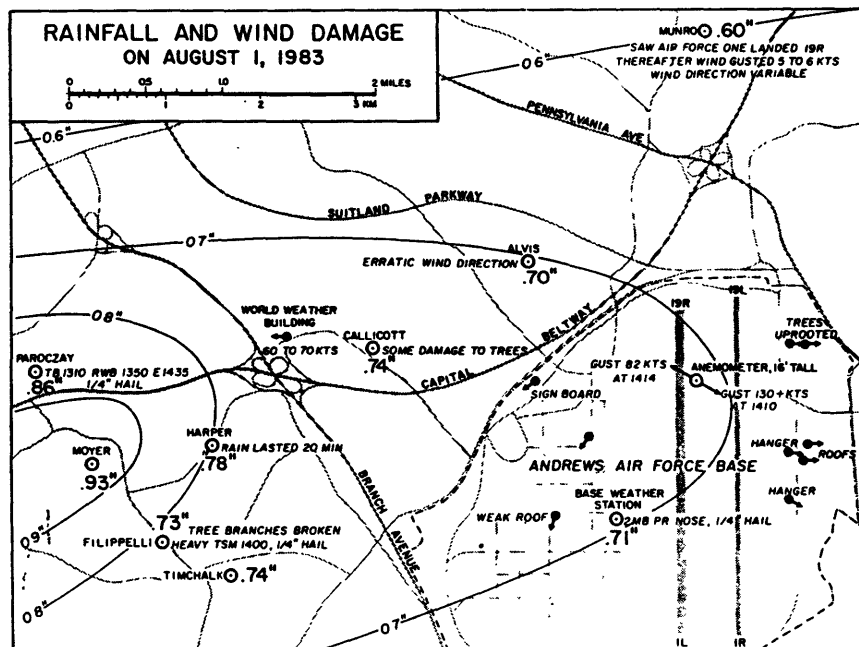 RAINFALL AND WIND DAMAGE
ON AUGUST 1, 1983
0 0.5 1.0 2 MILES
0 1 2 3 KM
MUNRO .60"
SAW AIR FORCE ONE LANDED 19R
THEREAFTER WIND GUSTED 5 TO 6 KTS
WIND DIRECTION VARIABLE
06"
PENNSYLVANIA AVE
06"
SUITLAND PARKWAY
07"
ALVIS
ERRATIC WIND DIRECTION
.70"
19R
19L
08"
WORLD WEATHER
BUILDING
60 TO 70 KTS
CALLICOTT
SOME DAMAGE TO TREES
.74"
CAPITAL BELTWAY
TREES
UPROOTED
PAROCZAY
TB 1310 RWB 1350 E1435
1/4" HAIL
.86"
GUST 82 KTS
AT 1414
ANEMOMETER, 16' TALL
GUST 130+KTS
AT 1410
SIGN BOARD
HARPER
RAIN LASTED 20 MIN
.78"
MOYER
.93"
HANGER
ROOFS
ANDREWS AIR FORCE BASE
HANGER
BRANCH AVENUE
BASE WEATHER
STATION
WEAK ROOF
2MB PR NOSE, 1/4" HAIL
.71"
.73"
TREE BRANCHES BROKEN
FILIPPELLI
HEAVY TSM 1400, 1/4" HAIL
09"
TIMCHALK
.74"
08"
07"
1L
1R